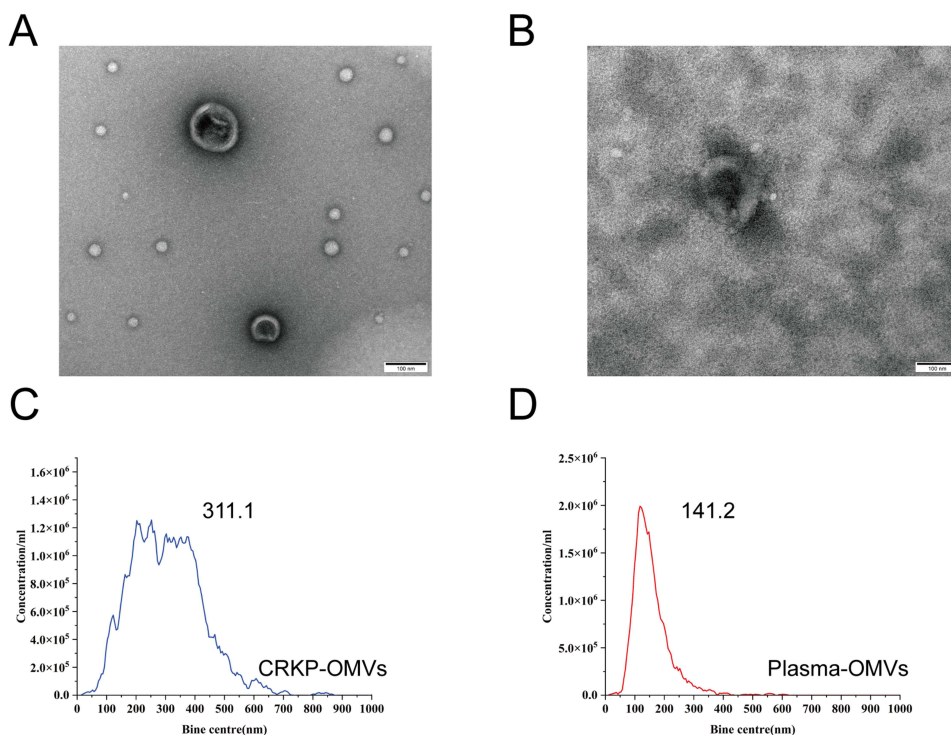 A
B
100 nm
100 nm
C
D
1.6×10⁶
1.4×10⁶
1.2×10⁶
1.0×10⁶
8.0×10⁵
6.0×10⁵
4.0×10⁵
2.0×10⁵
0.0
Concentration/ml
311.1
CRKP-OMVs
0 100 200 300 400 500 600 700 800 900 1000
Bine centre(nm)
2.5×10⁶
2.0×10⁶
1.5×10⁶
1.0×10⁶
5.0×10⁵
0.0
Concentration/ml
141.2
Plasma-OMVs
0 100 200 300 400 500 600 700 800 900 1000
Bine centre(nm)